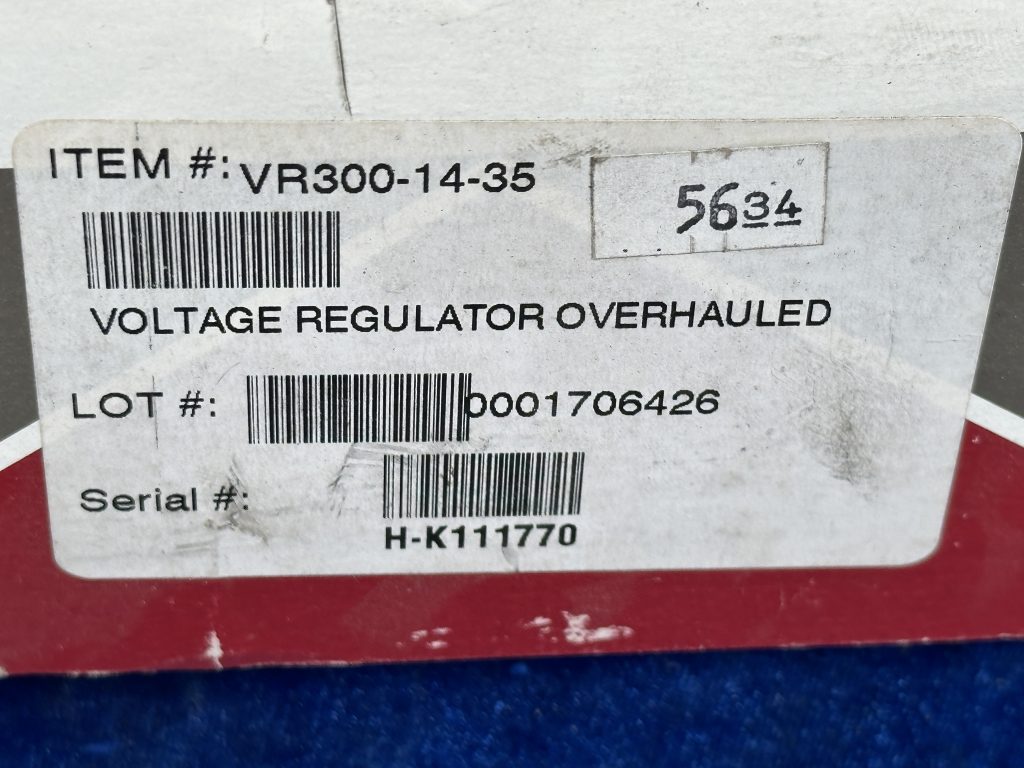 ITEM #: VR300-14-35
5634
VOLTAGE REGULATOR OVERHAULED
LOT #: 0001706426
Serial #:
H-K111770